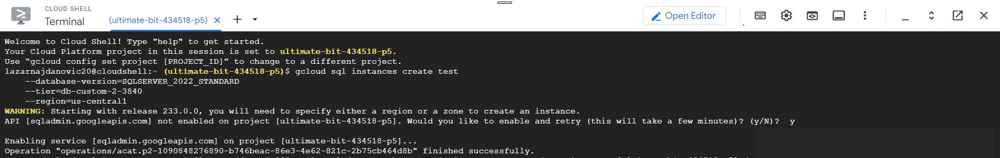 CLOUD SHELL
Terminal
(ultimate-bit-434518-p5)
Open Editor
Welcome to Cloud Shell! Type "help" to get started.
Your Cloud Platform project in this session is set to ultimate-bit-434518-p5.
Use “gcloud config set project [PROJECT_ID]” to change to a different project.
lazarnajdanovic20@cloudshell:~ (ultimate-bit-434518-p5)$ gcloud sql instances create test
--database-version=SQLSERVER_2022_STANDARD
--tier=db-custom-2-3840
--region=us-central1
WARNING: Starting with release 233.0.0, you will need to specify either a region or a zone to create an instance.
API [sqladmin.googleapis.com] not enabled on project [ultimate-bit-434518-p5]. Would you like to enable and retry (this will take a few minutes)? (y/N)?  y
Enabling service [sqladmin.googleapis.com] on project [ultimate-bit-434518-p5]...
Operation "operations/acat.p2-1090848276890-b746beac-86e3-4e62-821c-2b75cb464d8b" finished successfully.